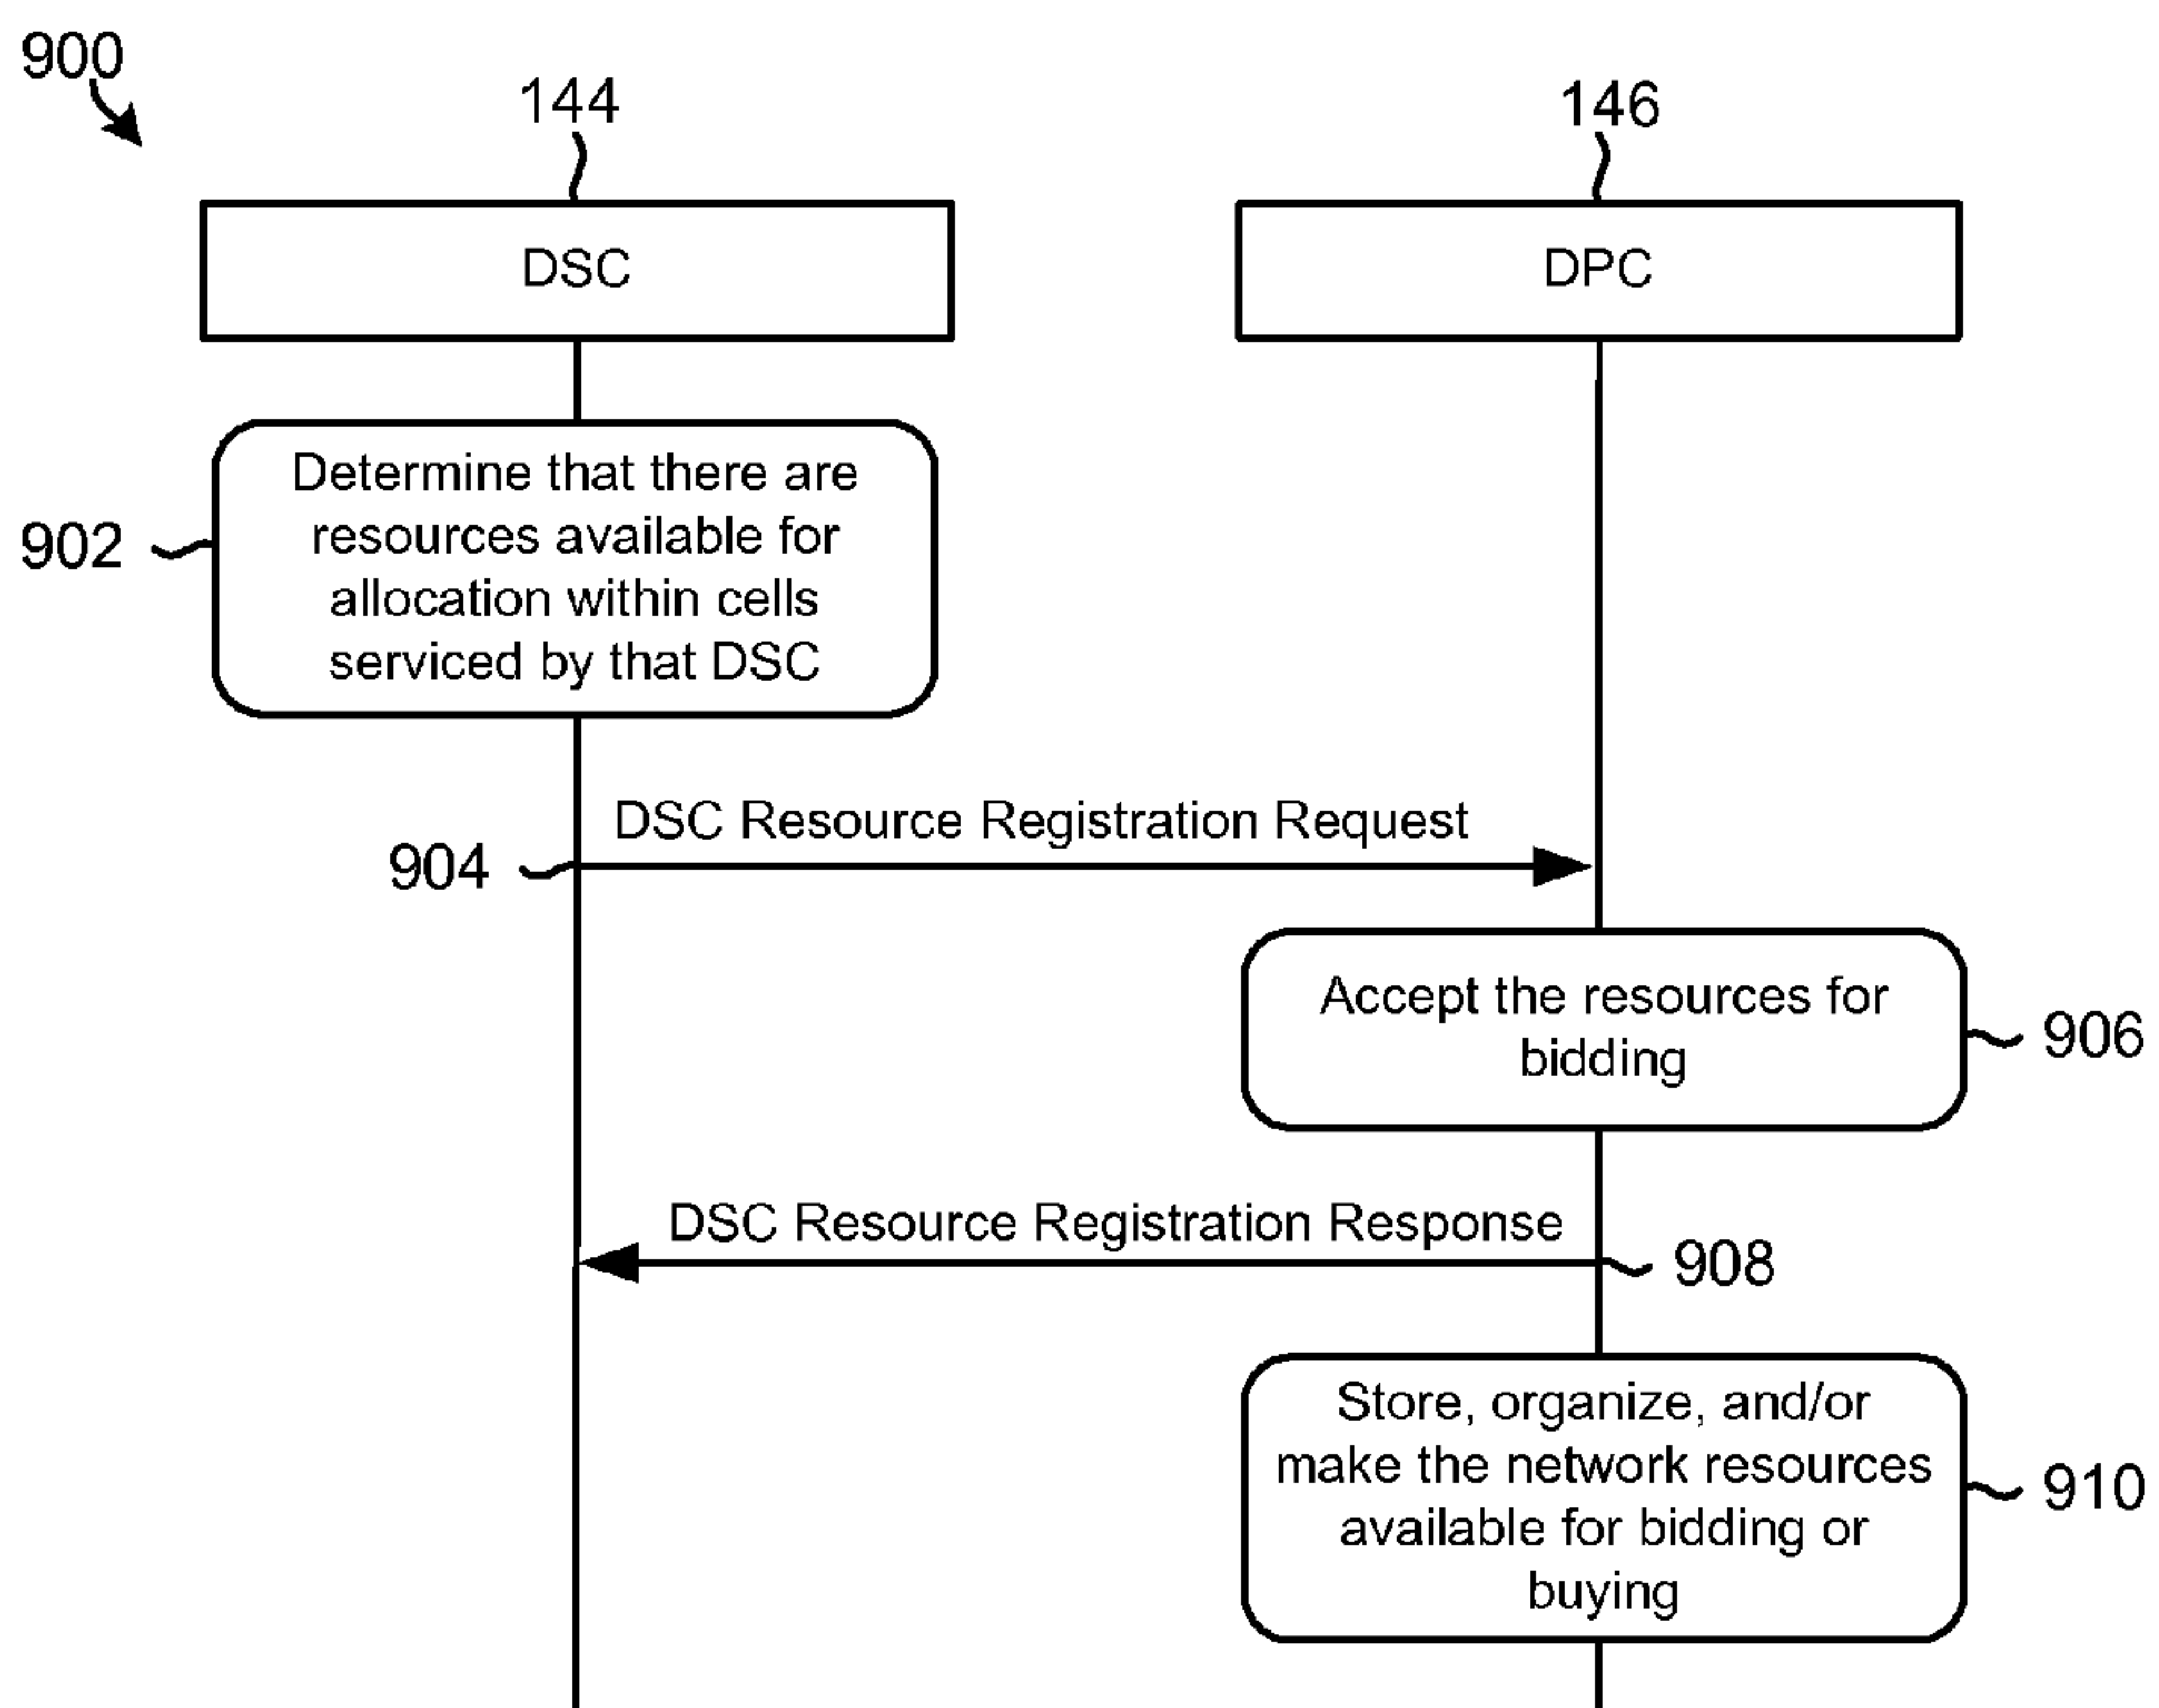 900
144
146
DSC
DPC
Determine that there are
resources available for
allocation within cells
serviced by that DSC
902
DSC Resource Registration Request
904
Accept the resources for
bidding
906
DSC Resource Registration Response
908
Store, organize, and/or
make the network resources
available for bidding or
buying
910